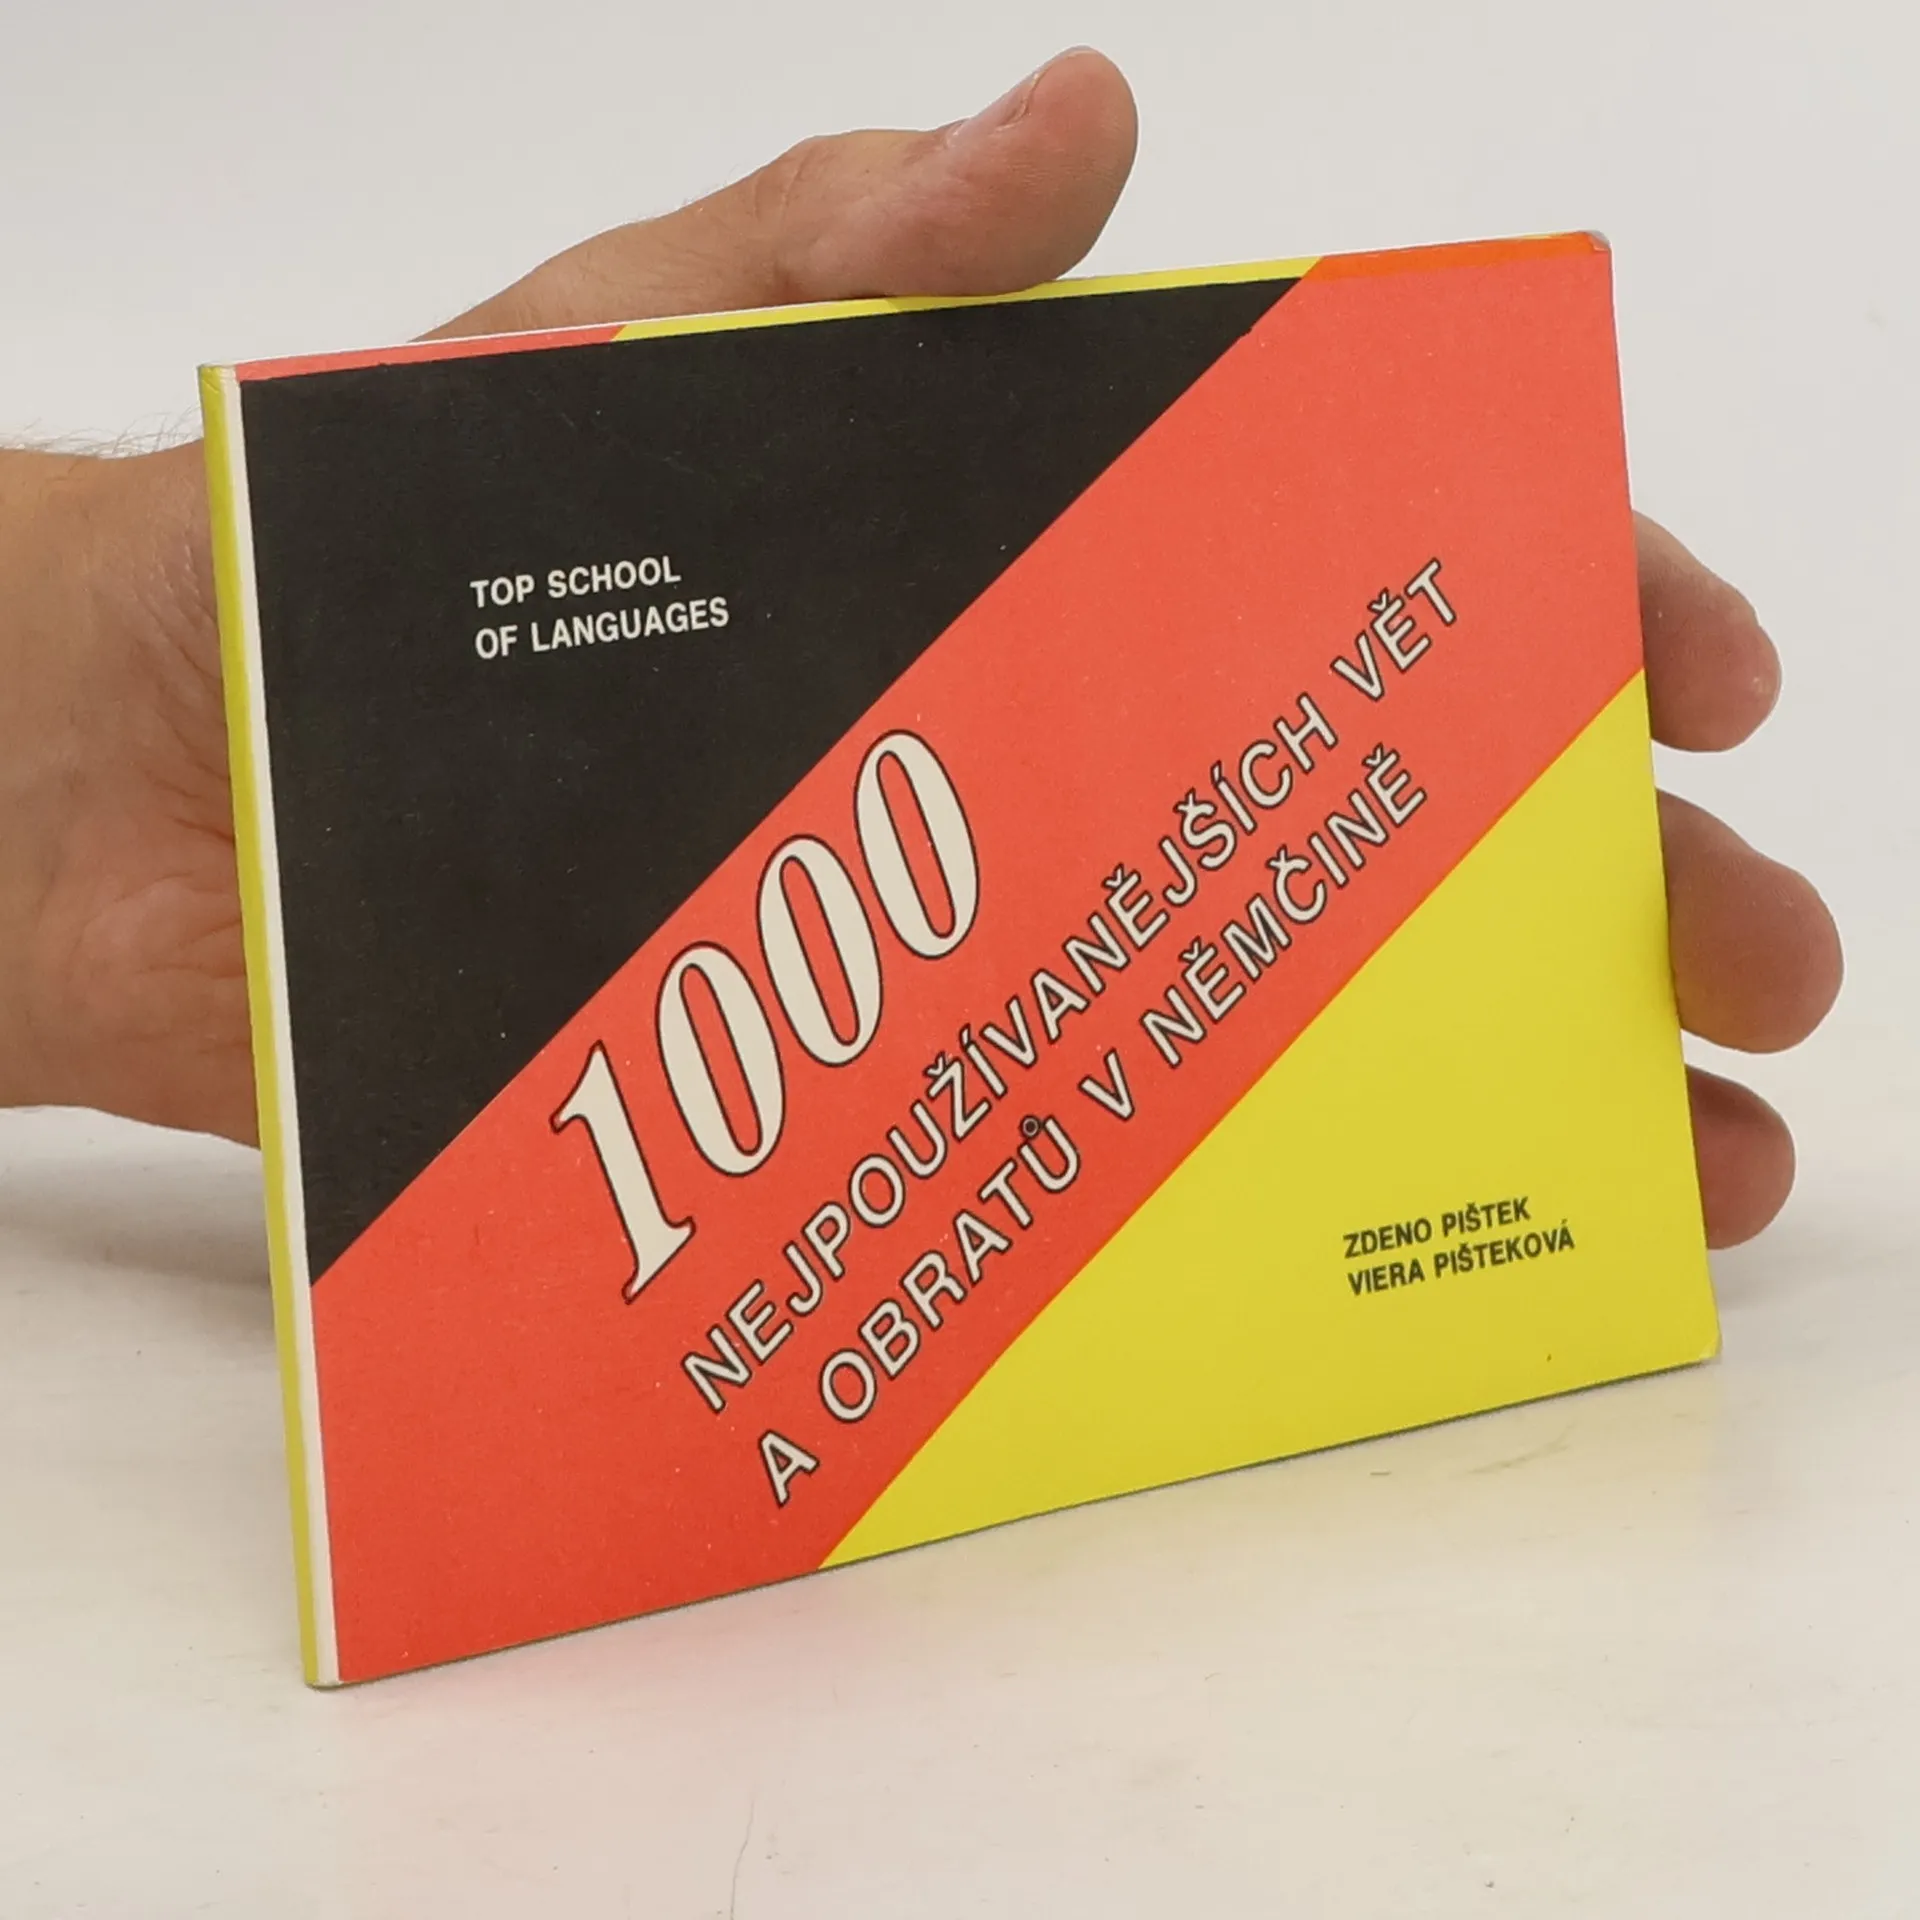 TOP SCHOOL
OF LANGUAGES
1000
NEJPOUŽÍVANĚJŠÍCH VĚT
A OBRATŮ V NĚMČINĚ
ZDENO PIŠTEK
VIERA PIŠTEKOVÁ